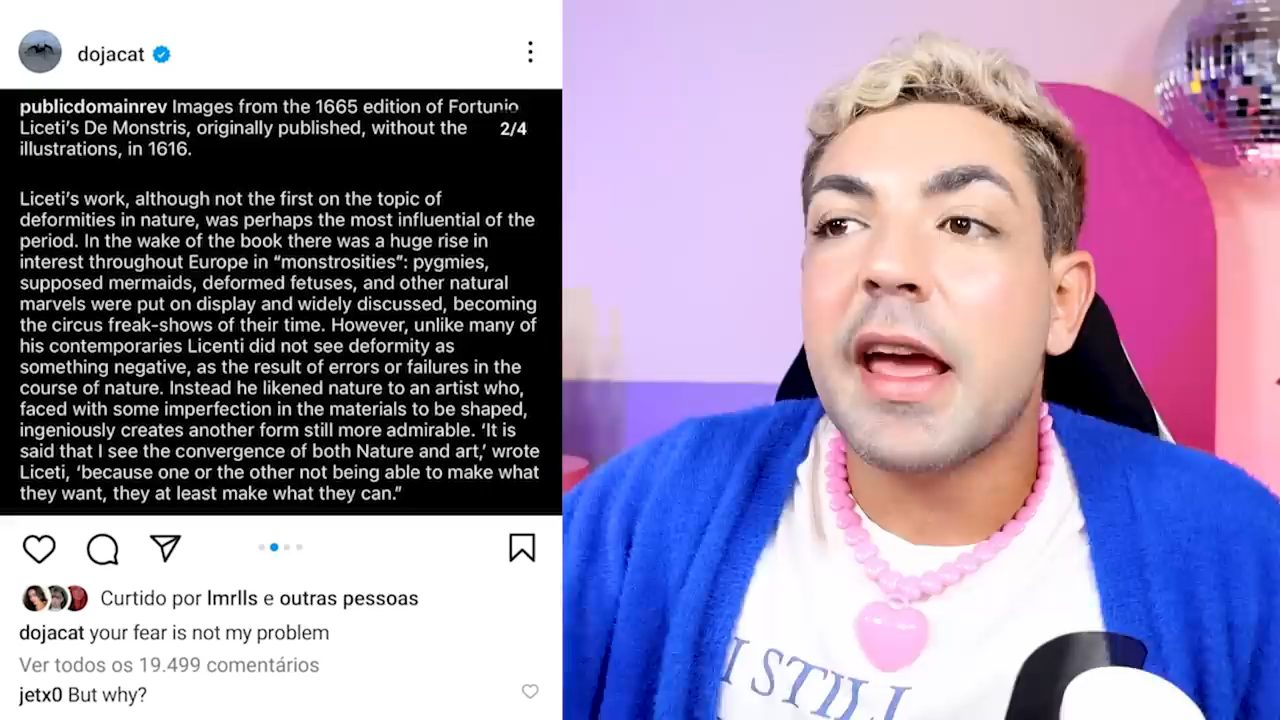 dojacat
publicdomainrev Images from the 1665 edition of Fortunio
Liceti's De Monstris, originally published, without the
2/4
illustrations, in 1616.
Liceti's work, although not the first on the topic of
deformities in nature, was perhaps the most influential of the
period. In the wake of the book there was a huge rise in
interest throughout Europe in "monstrosities": pygmies,
supposed mermaids, deformed fetuses, and other natural
marvels were put on display and widely discussed, becoming
the circus freak-shows of their time. However, unlike many of
his contemporaries Licenti did not see deformity as
something negative, as the result of errors or failures in the
course of nature. Instead he likened nature to an artist who,
faced with some imperfection in the materials to be shaped,
ingeniously creates another form still more admirable. 'It is
said that I see the convergence of both Nature and art,' wrote
Liceti, 'because one or the other not being able to make what
they want, they at least make what they can."
Curtido por lmrlls e outras pessoas
dojacat your fear is not my problem
Ver todos os 19.499 comentários
jetx0 But why?
I STILL